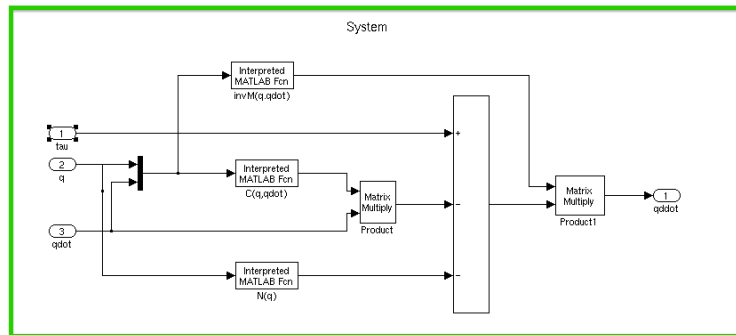 System
Interpreted
MATLAB Fcn
invM(q.qdot)
1
tau
+
2
q
Interpreted
MATLAB Fcn
C(q,qdot)
Matrix
Multiply
Product
−
Matrix
Multiply
Product1
1
qddot
3
qdot
Interpreted
MATLAB Fcn
N(q)
−